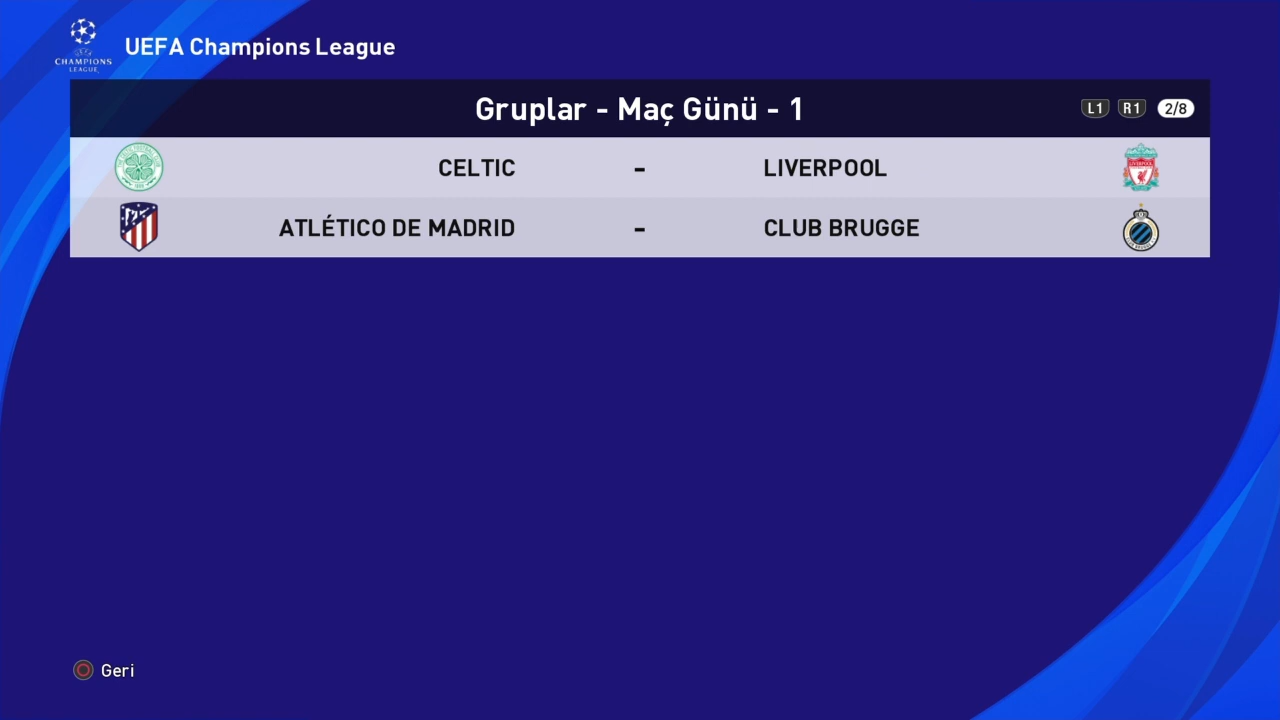 UEFA
CHAMPIONS
LEAGUE
UEFA Champions League
Gruplar - Maç Günü - 1
L1 R1 2/8
CELTIC - LIVERPOOL
ATLÉTICO DE MADRID - CLUB BRUGGE
Geri